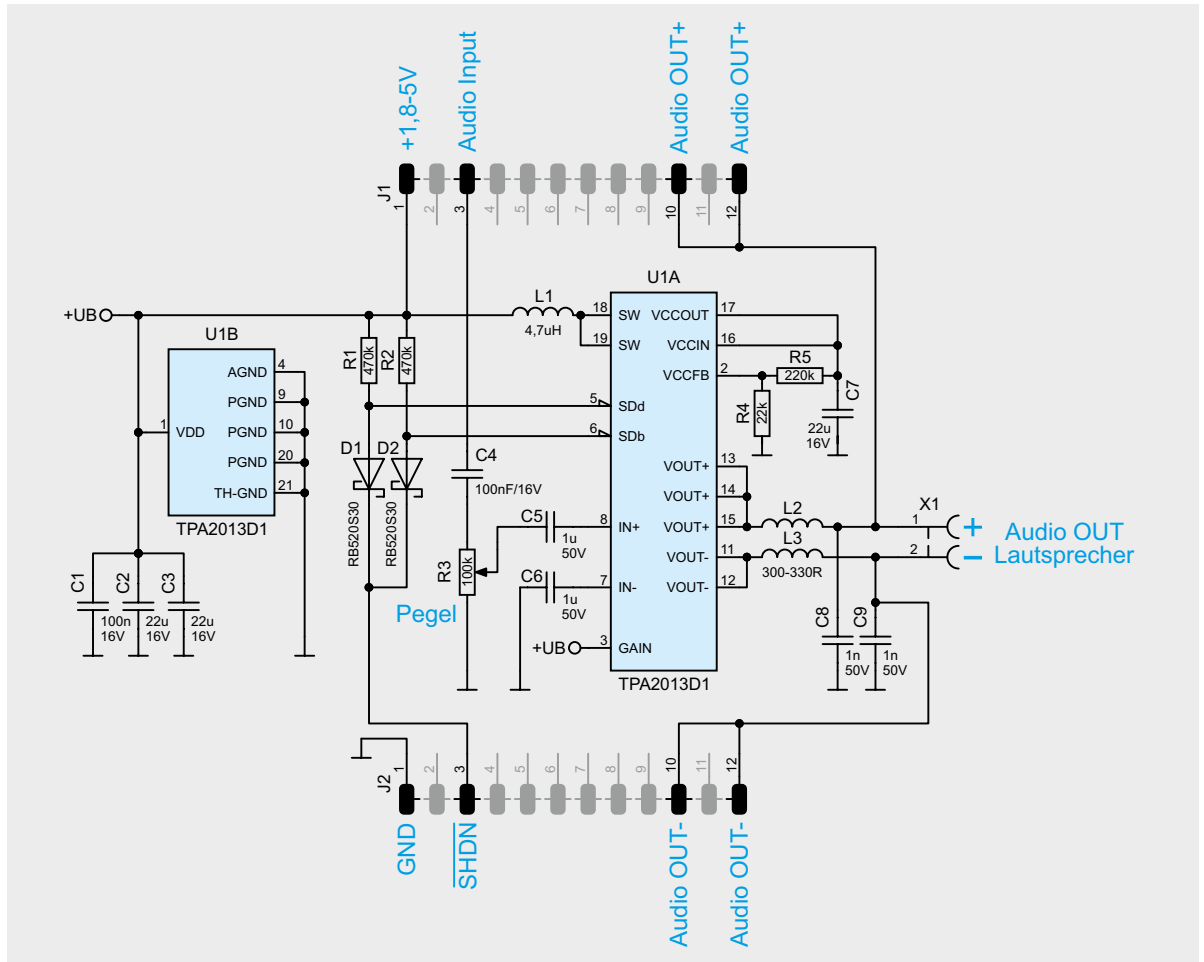 +1,8-5V
Audio Input
Audio OUT+
Audio OUT+
J1
1
2
3
4
5
6
7
8
9
10
11
12
+UB
U1B
AGND
4
PGND
9
1
VDD
PGND
10
PGND
20
TH-GND
21
TPA2013D1
C1
100n
16V
C2
22u
16V
C3
22u
16V
R1
470k
R2
470k
D1
RB520S30
D2
RB520S30
L1
4,7uH
C4
100nF/16V
R3
100k
Pegel
C5
1u
50V
C6
1u
50V
+UB
U1A
18
SW
VCCOUT
17
19
SW
VCCIN
16
VCCFB
2
5
SDd
6
SDb
VOUT+
13
VOUT+
14
8
IN+
VOUT+
15
VOUT-
11
7
IN-
VOUT-
12
3
GAIN
TPA2013D1
R5
220k
R4
22k
C7
22u
16V
L2
L3
300-330R
C8
1n
50V
C9
1n
50V
X1
1
+
2
−
Audio OUT
Lautsprecher
J2
1
2
3
4
5
6
7
8
9
10
11
12
GND
SHDN
Audio OUT-
Audio OUT-